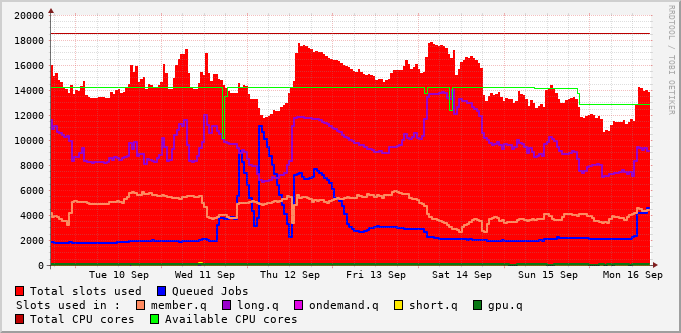 RRDTOOL / TOBI OETIKER
20000
18000
16000
14000
12000
10000
8000
6000
4000
2000
0
Tue 10 Sep Wed 11 Sep Thu 12 Sep Fri 13 Sep Sat 14 Sep Sun 15 Sep Mon 16 Sep
Total slots used Queued Jobs
Slots used in : member.q long.q ondemand.q short.q gpu.q
Total CPU cores Available CPU cores